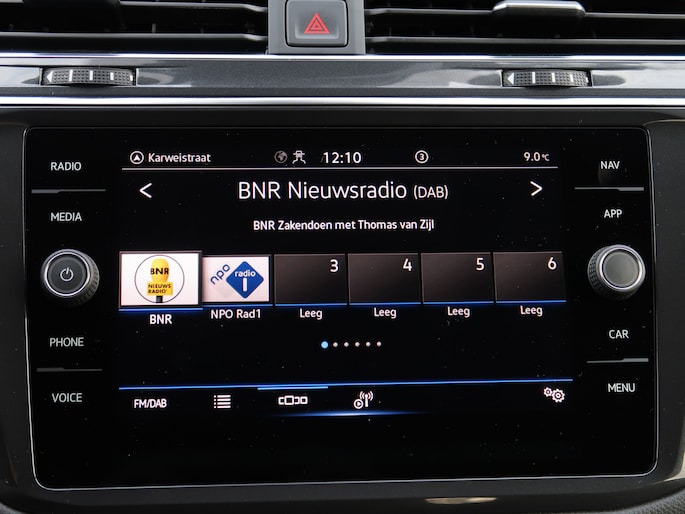 RADIO
MEDIA
PHONE
VOICE
Karweistraat
12:10
3
9.0°C
BNR Nieuwsradio (DAB)
BNR Zakendoen met Thomas van Zijl
BNR
NIEUWS
RADIO
BNR
npo
radio
1
NPO Rad1
3
Leeg
4
Leeg
5
Leeg
6
Leeg
FM/DAB
NAV
APP
CAR
MENU